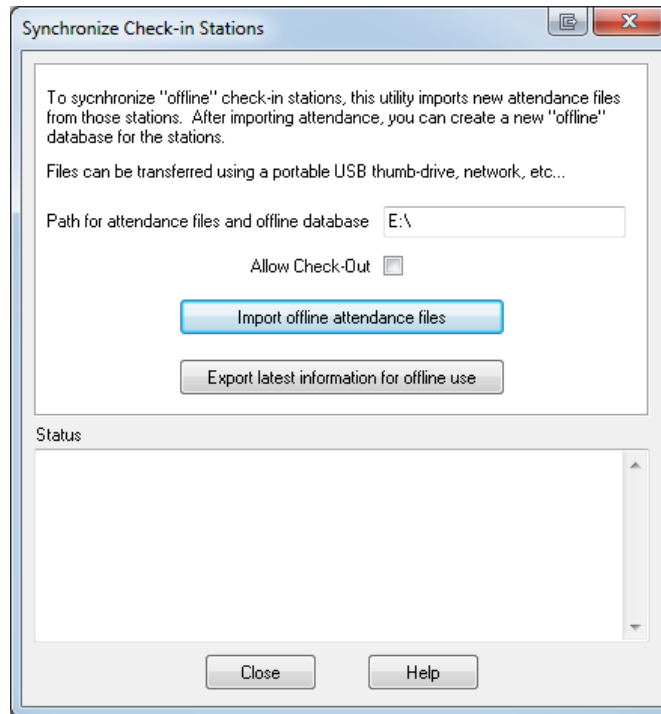 Synchronize Check-in Stations
To sycnhronize "offline" check-in stations, this utility imports new attendance files
from those stations.  After importing attendance, you can create a new "offline"
database for the stations.
Files can be transferred using a portable USB thumb-drive, network, etc...
Path for attendance files and offline database E:\
Allow Check-Out
Import offline attendance files
Export latest information for offline use
Status
Close Help